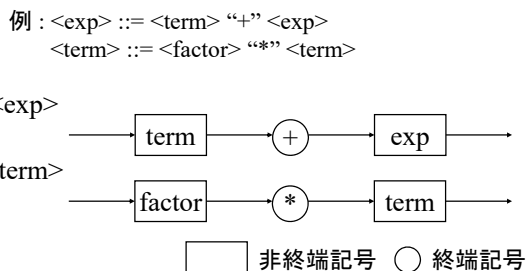 例 : <exp> ::= <term> “+” <exp>
<term> ::= <factor> “*” <term>
<exp>
term + exp
<term>
factor * term
非終端記号 終端記号